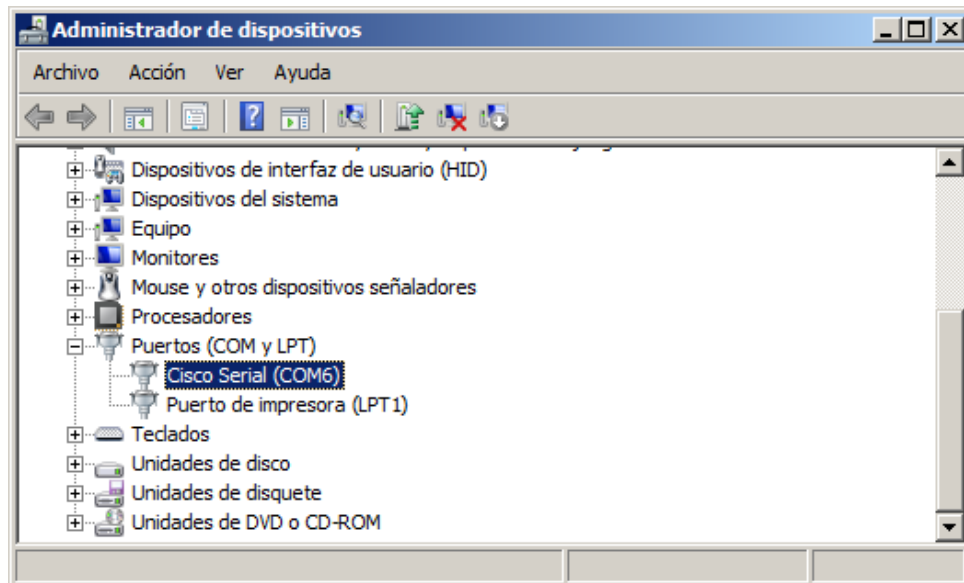 Administrador de dispositivos
Archivo Acción Ver Ayuda
Dispositivos de interfaz de usuario (HID)
Dispositivos del sistema
Equipo
Monitores
Mouse y otros dispositivos señaladores
Procesadores
Puertos (COM y LPT)
Cisco Serial (COM6)
Puerto de impresora (LPT1)
Teclados
Unidades de disco
Unidades de disquete
Unidades de DVD o CD-ROM